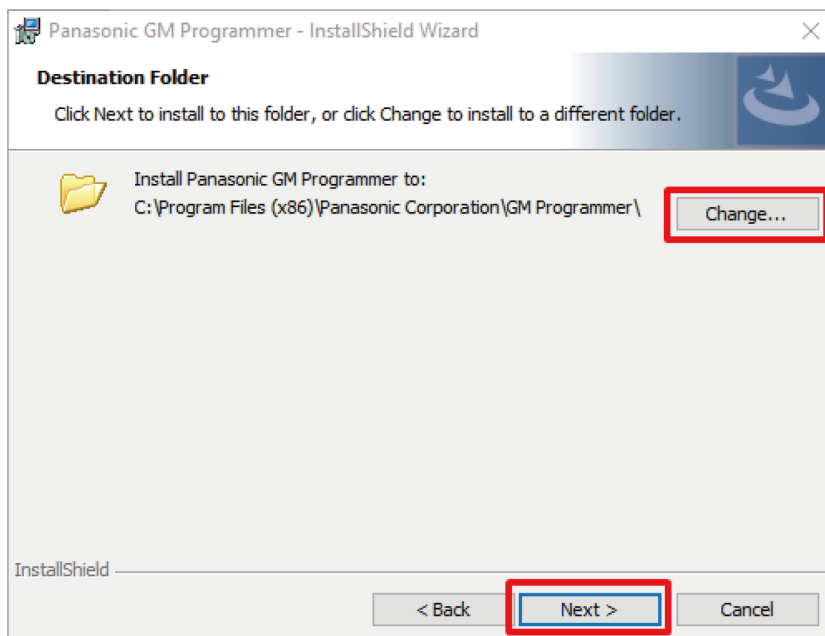 Panasonic GM Programmer - InstallShield Wizard
Destination Folder
Click Next to install to this folder, or click Change to install to a different folder.
Install Panasonic GM Programmer to:
C:\Program Files (x86)\Panasonic Corporation\GM Programmer\
Change...
InstallShield
< Back
Next >
Cancel